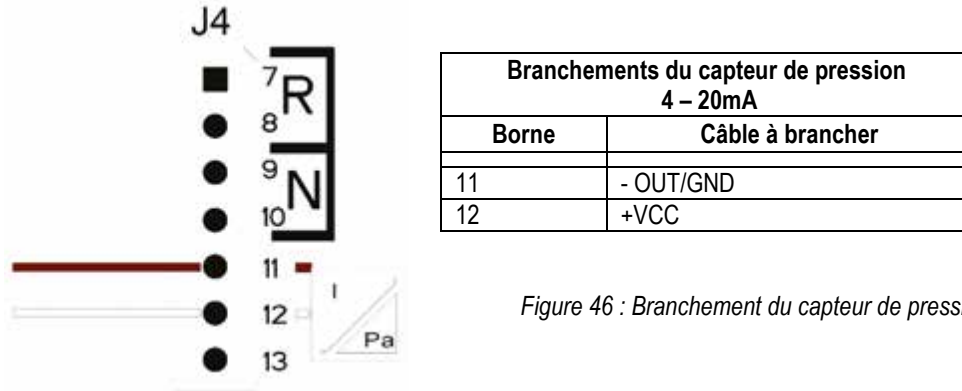 J4
7
R
8
9
N
10
11
I
12
Pa
13
Branchements du capteur de pression
4 – 20mA
Borne Câble à brancher
11 - OUT/GND
12 +VCC
Figure 46 : Branchement du capteur de press